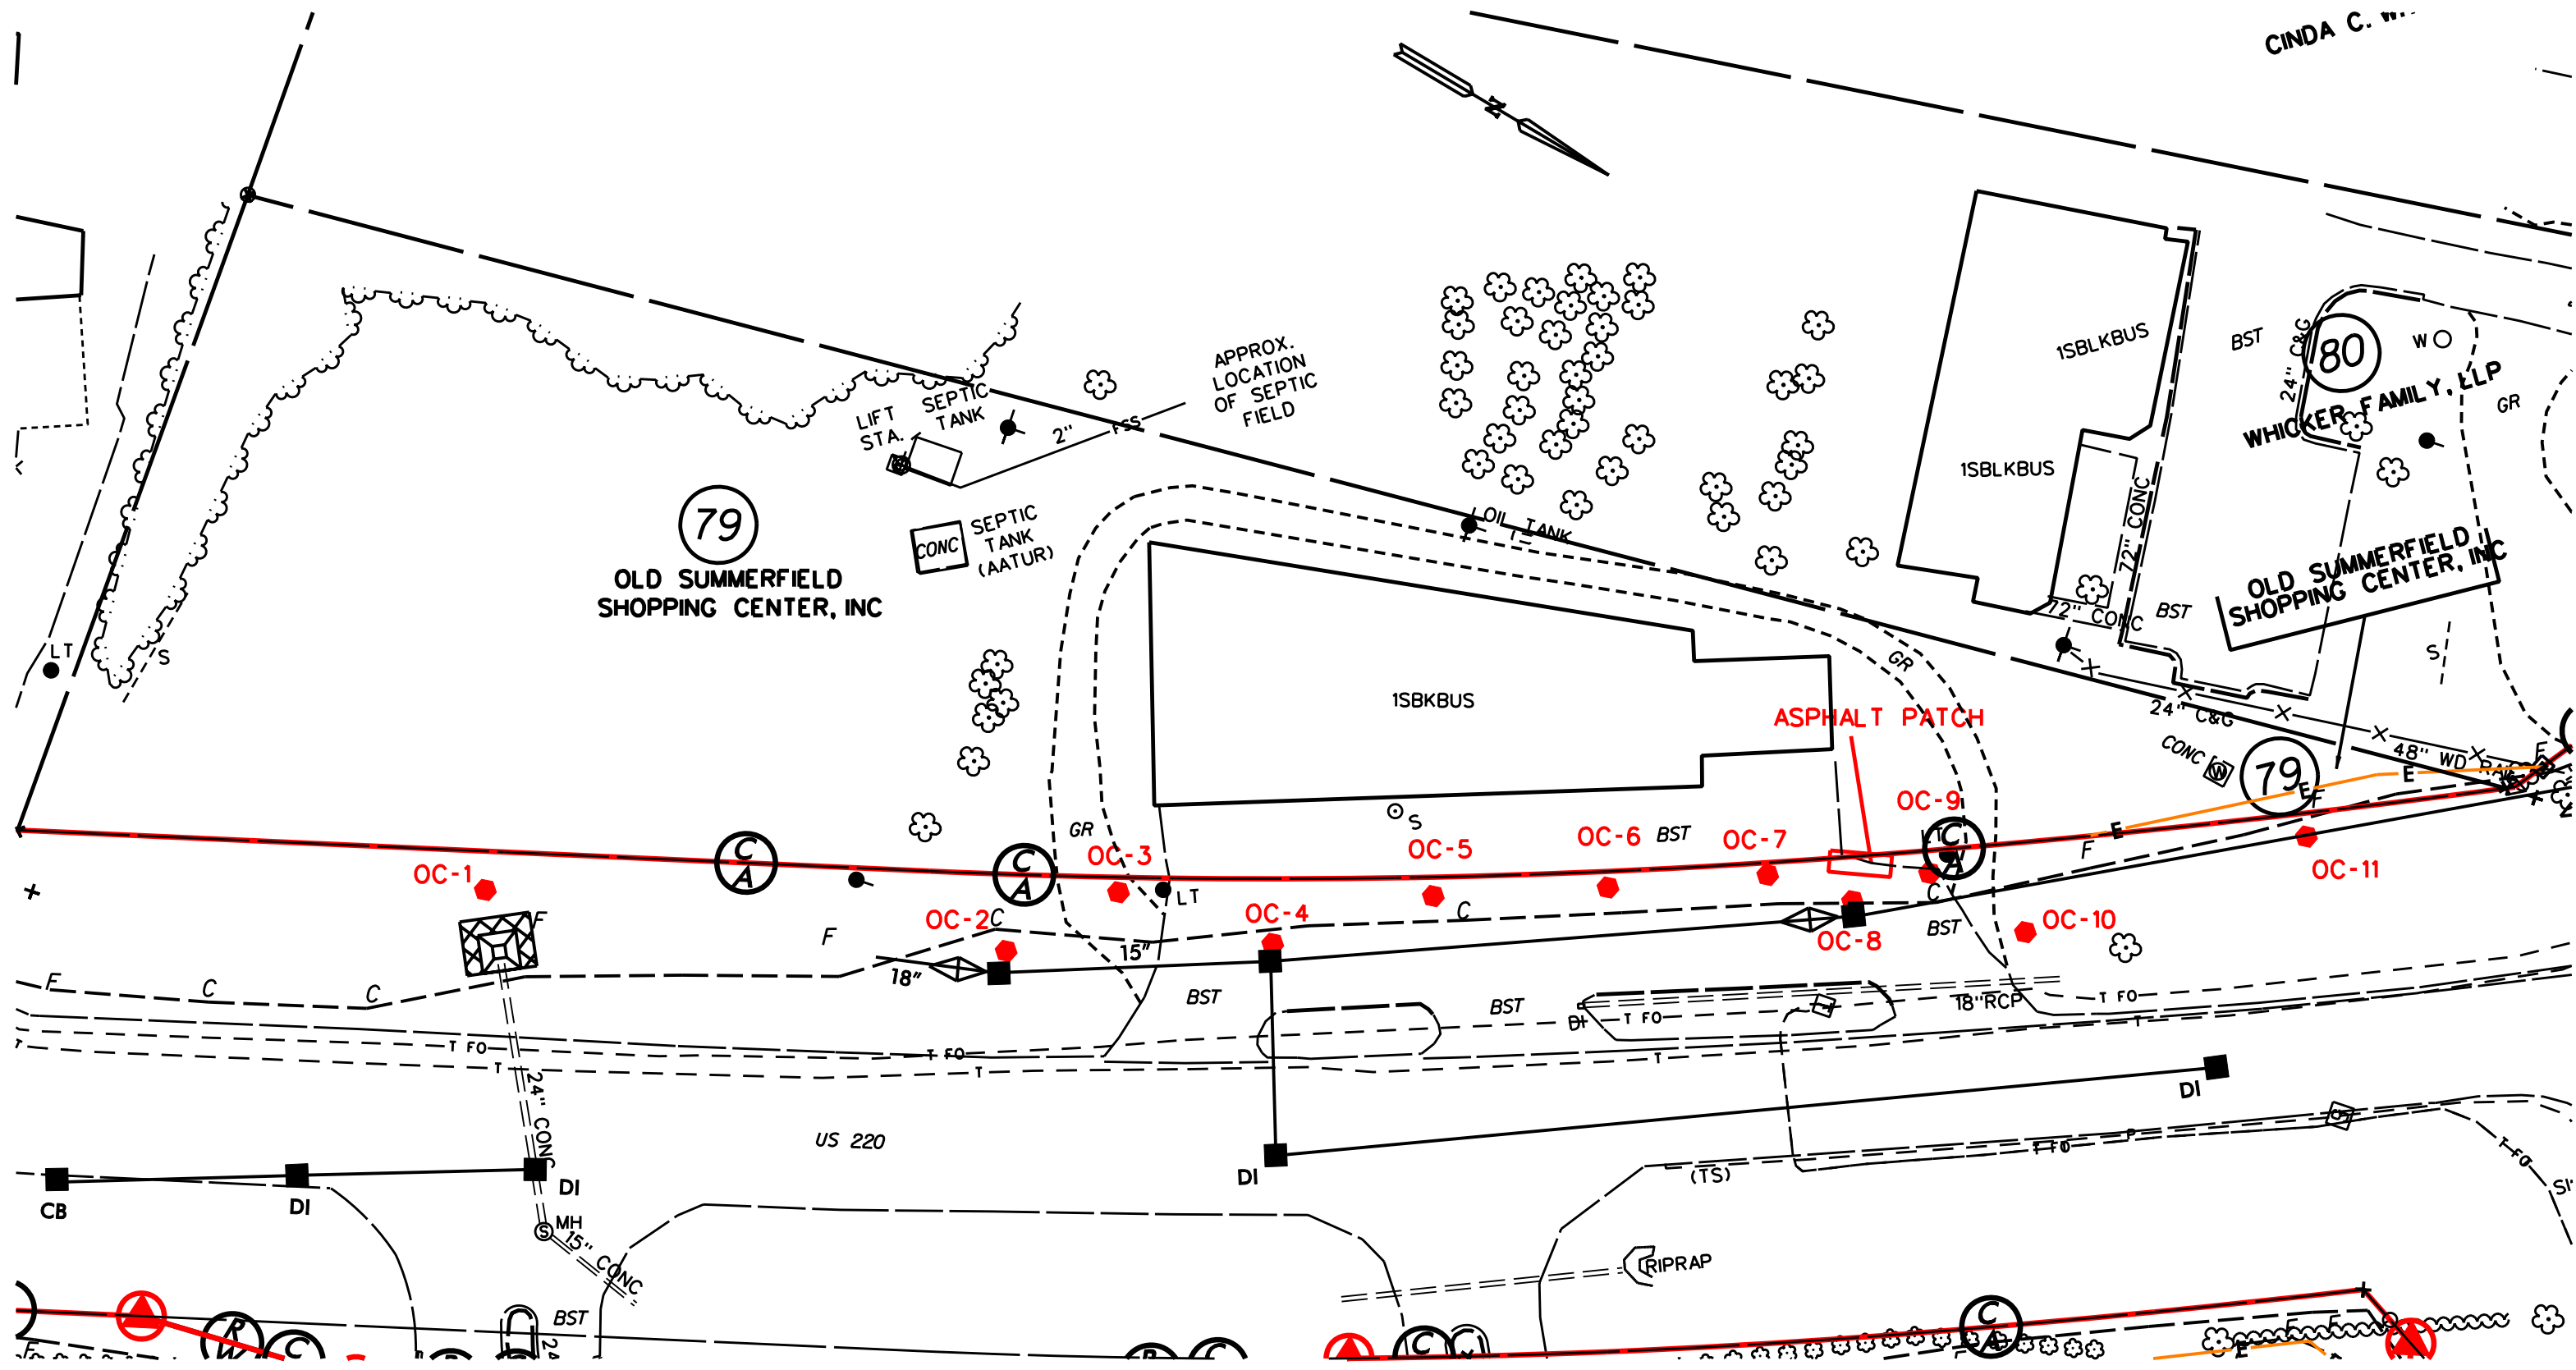 CINDA C.
N
1SBLKBUS
BST
24" C&G
80
W
WHICKER FAMILY, LLP
GR
APPROX.
LOCATION
OF SEPTIC
FIELD
LIFT
STA.
SEPTIC
TANK
2"
FSS
1SBLKBUS
72" CONC
79
OLD SUMMERFIELD
SHOPPING CENTER, INC
CONC
SEPTIC
TANK
(AATUR)
OIL TANK
OLD SUMMERFIELD
SHOPPING CENTER, INC
72" CONC
BST
LT
S
GR
S
1SBKBUS
ASPHALT PATCH
24" C&G
CONC
W
79
48" WD
F
E
E
F
E
F
OC-9
LT
S
GR
BST
OC-1
C
A
C
A
OC-3
LT
OC-5
OC-6
OC-7
C
A
OC-11
OC-2
C
OC-4
C
OC-8
C
BST
OC-10
F
F
18"
15"
F
C
C
BST
BST
DI
T FO
18"RCP
T FO
T
T FO
T
T FO
T
T
T
24" CONC
US 220
DI
DI
CB
DI
DI
P
T FO
(TS)
T FO
S
MH
15" CONC
RIPRAP
BST
R
W
C
24
C
C
A
F
F
F
E